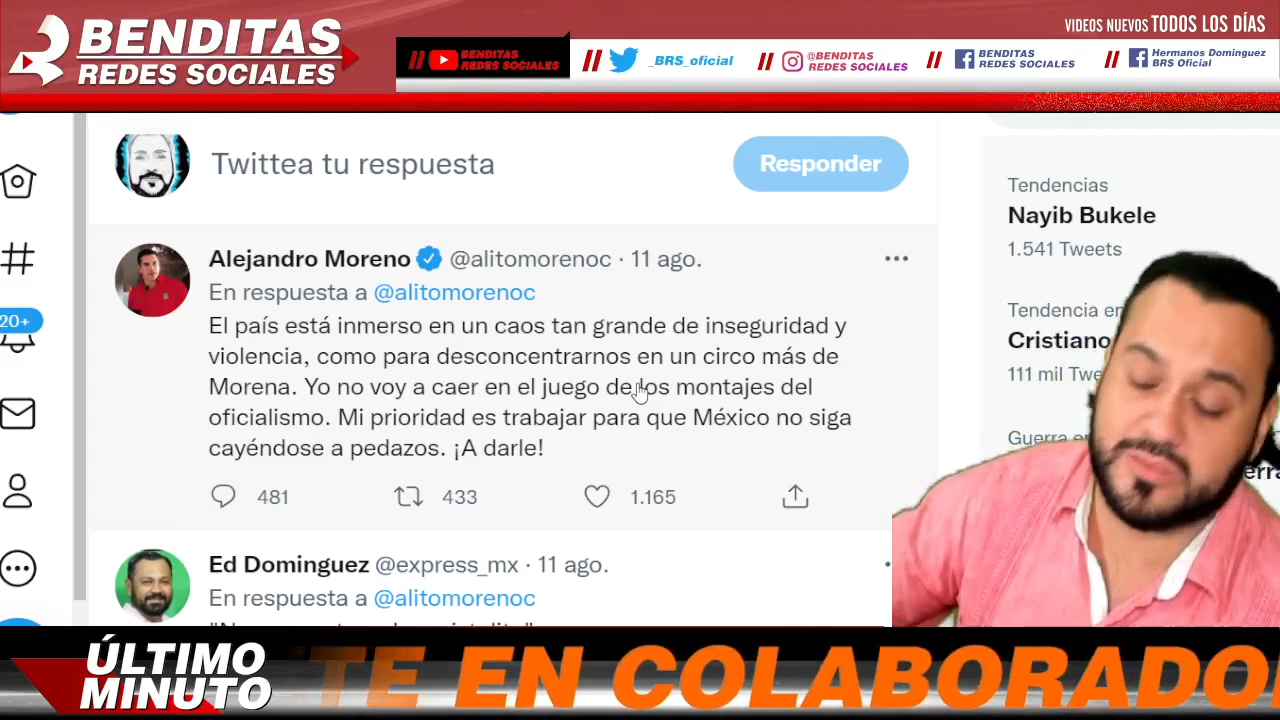 BENDITAS
REDES SOCIALES
VIDEOS NUEVOS TODOS LOS DÍAS
// BENDITAS REDES SOCIALES
// _BRS_oficial
// @BENDITAS REDES SOCIALES
// BENDITAS REDES SOCIALES
// Hermanos Dominguez BRS Oficial
Twittea tu respuesta
Responder
Alejandro Moreno @alitomorenoc · 11 ago.
En respuesta a @alitomorenoc
El país está inmerso en un caos tan grande de inseguridad y
violencia, como para desconcentrarnos en un circo más de
Morena. Yo no voy a caer en el juego de los montajes del
oficialismo. Mi prioridad es trabajar para que México no siga
cayéndose a pedazos. ¡A darle!
481
433
1.165
Ed Dominguez @express_mx · 11 ago.
En respuesta a @alitomorenoc
20+
Tendencias
Nayib Bukele
1.541 Tweets
Tendencia en
Cristiano
111 mil Twe
Guerra en
ÚLTIMO
MINUTO
TE EN COLABORADO